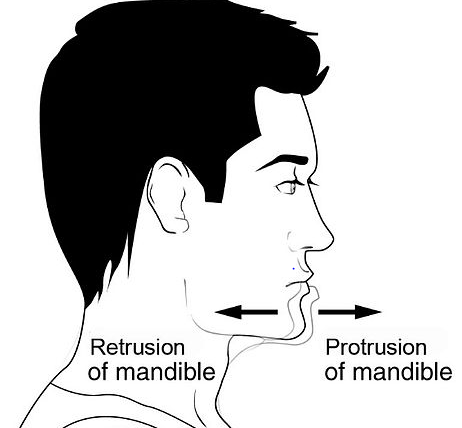 Retrusion
of mandible
Protrusion
of mandible